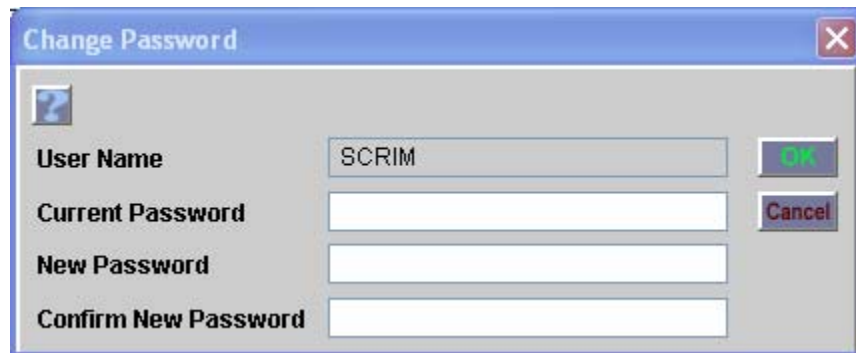 Change Password
?
User Name SCRIM OK
Current Password Cancel
New Password
Confirm New Password